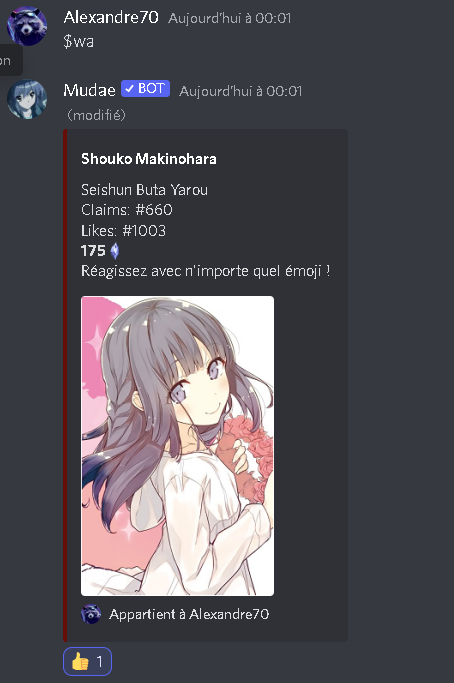 Alexandre70 Aujourd'hui à 00:01
$wa
on
Mudae BOT Aujourd'hui à 00:01
(modifié)
Shouko Makinohara
Seishun Buta Yarou
Claims: #660
Likes: #1003
175
Réagissez avec n'importe quel émoji !
Appartient à Alexandre70
1